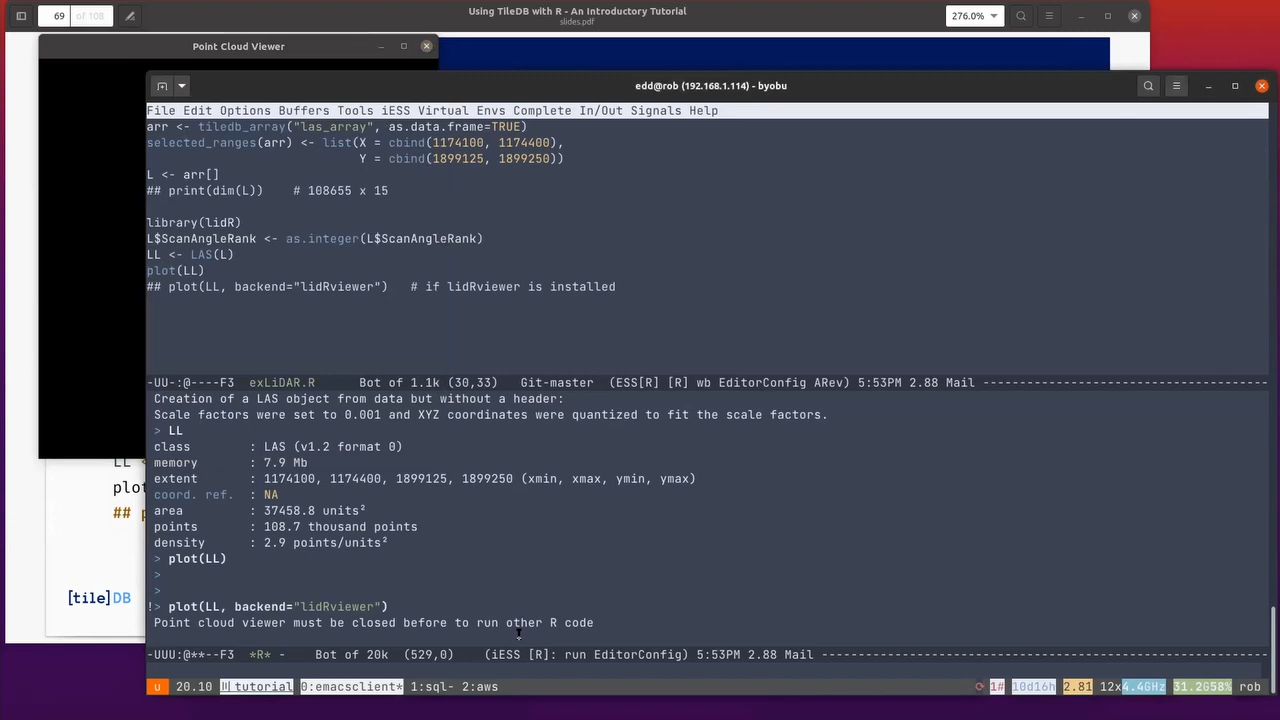 69 of 108
Using TileDB with R - An Introductory Tutorial
slides.pdf
276.0%
Point Cloud Viewer
edd@rob (192.168.1.114) - byobu
File Edit Options Buffers Tools iESS Virtual Envs Complete In/Out Signals Help
arr <- tiledb_array("las_array", as.data.frame=TRUE)
selected_ranges(arr) <- list(X = cbind(1174100, 1174400),
Y = cbind(1899125, 1899250))
L <- arr[]
## print(dim(L))    # 108655 x 15
library(lidR)
L$ScanAngleRank <- as.integer(L$ScanAngleRank)
LL <- LAS(L)
plot(LL)
## plot(LL, backend="lidRviewer")   # if lidRviewer is installed
-UU-:@----F3  exLiDAR.R      Bot of 1.1k (30,33)   Git-master  (ESS[R] [R] wb EditorConfig ARev) 5:53PM 2.88 Mail ---------------------------------------
Creation of a LAS object from data but without a header:
Scale factors were set to 0.001 and XYZ coordinates were quantized to fit the scale factors.
> LL
class        : LAS (v1.2 format 0)
memory       : 7.9 Mb
extent       : 1174100, 1174400, 1899125, 1899250 (xmin, xmax, ymin, ymax)
coord. ref.  : NA
area         : 37458.8 units²
points       : 108.7 thousand points
density      : 2.9 points/units²
> plot(LL)
>
>
!> plot(LL, backend="lidRviewer")
Point cloud viewer must be closed before to run other R code
-UUU:@**--F3  *R* -    Bot of 20k  (529,0)    (iESS [R]: run EditorConfig) 5:53PM 2.88 Mail -------------------------------------------------------------
LL <
plot
## p
[tile]DB
u 20.10 tutorial 0:emacsclient* 1:sql- 2:aws 1# 10d16h 2.81 12x4.4GHz 31.2G58% rob